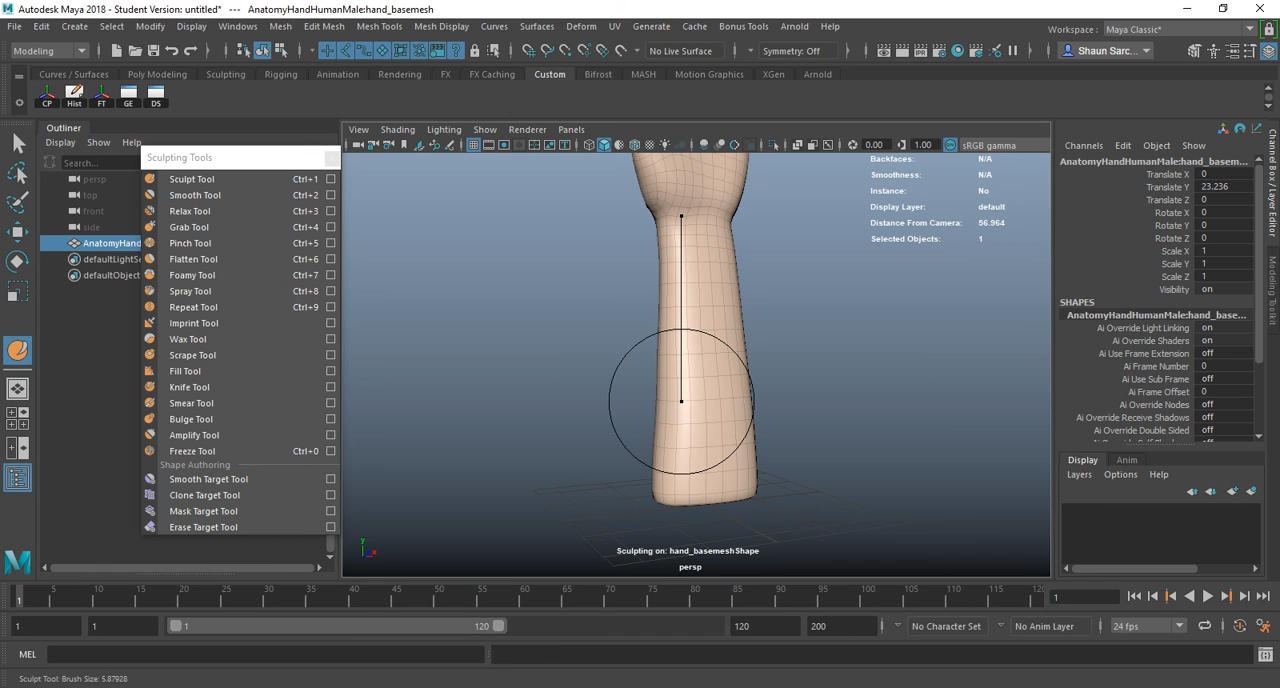 Autodesk Maya 2018 - Student Version: untitled* --- AnatomyHandHumanMale:hand_basemesh
File Edit Create Select Modify Display Windows Mesh Edit Mesh Mesh Tools Mesh Display Curves Surfaces Deform UV Generate Cache Bonus Tools Arnold Help
Workspace : Maya Classic*
Modeling No Live Surface Symmetry: Off Shaun Sarc...
Curves / Surfaces Poly Modeling Sculpting Rigging Animation Rendering FX FX Caching Custom Bifrost MASH Motion Graphics XGen Arnold
CP Hist FT GE DS
Outliner
Display Show Help
Search...
persp
top
front
side
AnatomyHand
defaultLightSe
defaultObject
Sculpting Tools
Sculpt Tool Ctrl+1
Smooth Tool Ctrl+2
Relax Tool Ctrl+3
Grab Tool Ctrl+4
Pinch Tool Ctrl+5
Flatten Tool Ctrl+6
Foamy Tool Ctrl+7
Spray Tool Ctrl+8
Repeat Tool Ctrl+9
Imprint Tool
Wax Tool
Scrape Tool
Fill Tool
Knife Tool
Smear Tool
Bulge Tool
Amplify Tool
Freeze Tool Ctrl+0
Shape Authoring
Smooth Target Tool
Clone Target Tool
Mask Target Tool
Erase Target Tool
View Shading Lighting Show Renderer Panels
0.00 1.00 sRGB gamma
Backfaces: N/A
Smoothness: N/A
Instance: No
Display Layer: default
Distance From Camera: 56.964
Selected Objects: 1
y
x
Sculpting on: hand_basemeshShape
persp
Channels Edit Object Show
AnatomyHandHumanMale:hand_basem...
Translate X 0
Translate Y 23.236
Translate Z 0
Rotate X 0
Rotate Y 0
Rotate Z 0
Scale X 1
Scale Y 1
Scale Z 1
Visibility on
SHAPES
AnatomyHandHumanMale:hand_base...
Ai Override Light Linking on
Ai Override Shaders on
Ai Use Frame Extension off
Ai Frame Number 0
Ai Use Sub Frame off
Ai Frame Offset 0
Ai Override Nodes off
Ai Override Receive Shadows off
Ai Override Double Sided off
Channel Box / Layer Editor
Modeling Toolkit
Display Anim
Layers Options Help
1 5 10 15 20 25 30 35 40 45 50 55 60 65 70 75 80 85 90 95 100 105 110 115 120 1
1 1 1 120 120 200 No Character Set No Anim Layer 24 fps
MEL
Sculpt Tool: Brush Size: 5.87928